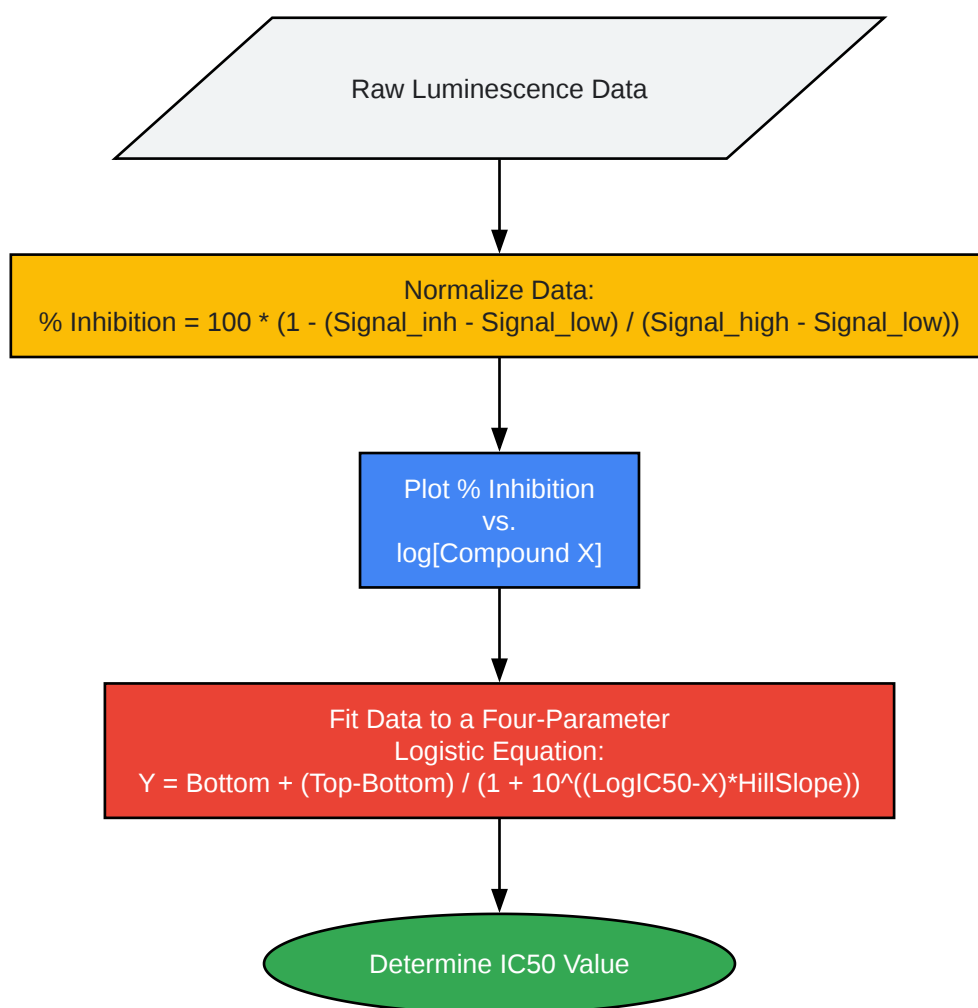 Raw Luminescence Data
Normalize Data:
% Inhibition = 100 * (1 - (Signal_inh - Signal_low) / (Signal_high - Signal_low))
Plot % Inhibition
vs.
log[Compound X]
Fit Data to a Four-Parameter
Logistic Equation:
Y = Bottom + (Top-Bottom) / (1 + 10^((LogIC50-X)*HillSlope))
Determine IC50 Value